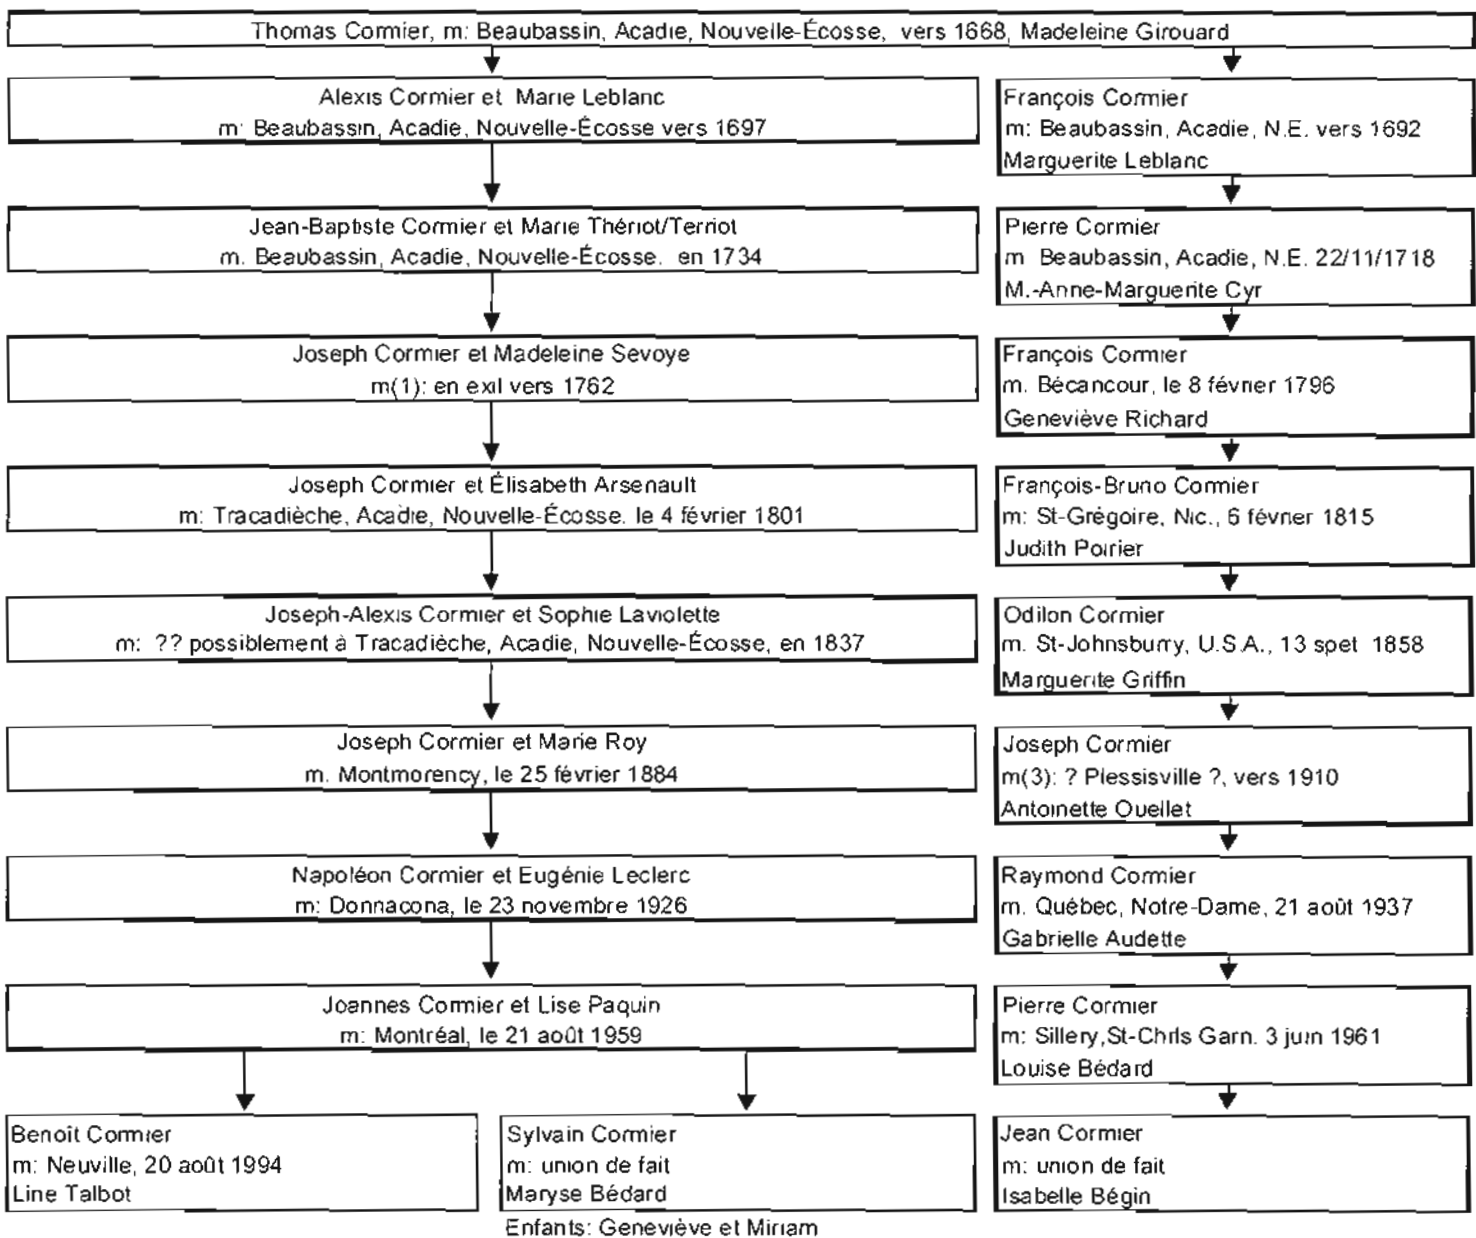 Thomas Cormier, m: Beaubassin, Acadie, Nouvelle-Écosse, vers 1668, Madeleine Girouard
Alexis Cormier et Marie Leblanc
m: Beaubassin, Acadie, Nouvelle-Écosse vers 1697
Jean-Baptiste Cormier et Marie Thériot/Terriot
m. Beaubassin, Acadie, Nouvelle-Écosse. en 1734
Joseph Cormier et Madeleine Sevoye
m(1): en exil vers 1762
Joseph Cormier et Élisabeth Arsenault
m: Tracadièche, Acadie, Nouvelle-Écosse. le 4 février 1801
Joseph-Alexis Cormier et Sophie Laviolette
m: ?? possiblement à Tracadièche, Acadie, Nouvelle-Écosse, en 1837
Joseph Cormier et Marie Roy
m. Montmorency, le 25 février 1884
Napoléon Cormier et Eugénie Leclerc
m: Donnacona, le 23 novembre 1926
Joannes Cormier et Lise Paquin
m: Montréal, le 21 août 1959
Benoît Cormier
m: Neuville, 20 août 1994
Line Talbot
Sylvain Cormier
m: union de fait
Maryse Bédard
Enfants: Geneviève et Miriam
François Cormier
m: Beaubassin, Acadie, N.E. vers 1692
Marguerite Leblanc
Pierre Cormier
m Beaubassin, Acadie, N.E. 22/11/1718
M.-Anne-Marguerite Cyr
François Cormier
m. Bécancour, le 8 février 1796
Geneviève Richard
François-Bruno Cormier
m: St-Grégoire, Nic., 6 février 1815
Judith Poirier
Odilon Cormier
m. St-Johnsburry, U.S.A., 13 spet 1858
Marguerite Griffin
Joseph Cormier
m(3): ? Plessisville ?, vers 1910
Antoinette Ouellet
Raymond Cormier
m. Québec, Notre-Dame, 21 août 1937
Gabrielle Audette
Pierre Cormier
m: Sillery,St-Chrls Garn. 3 juin 1961
Louise Bédard
Jean Cormier
m: union de fait
Isabelle Bégin